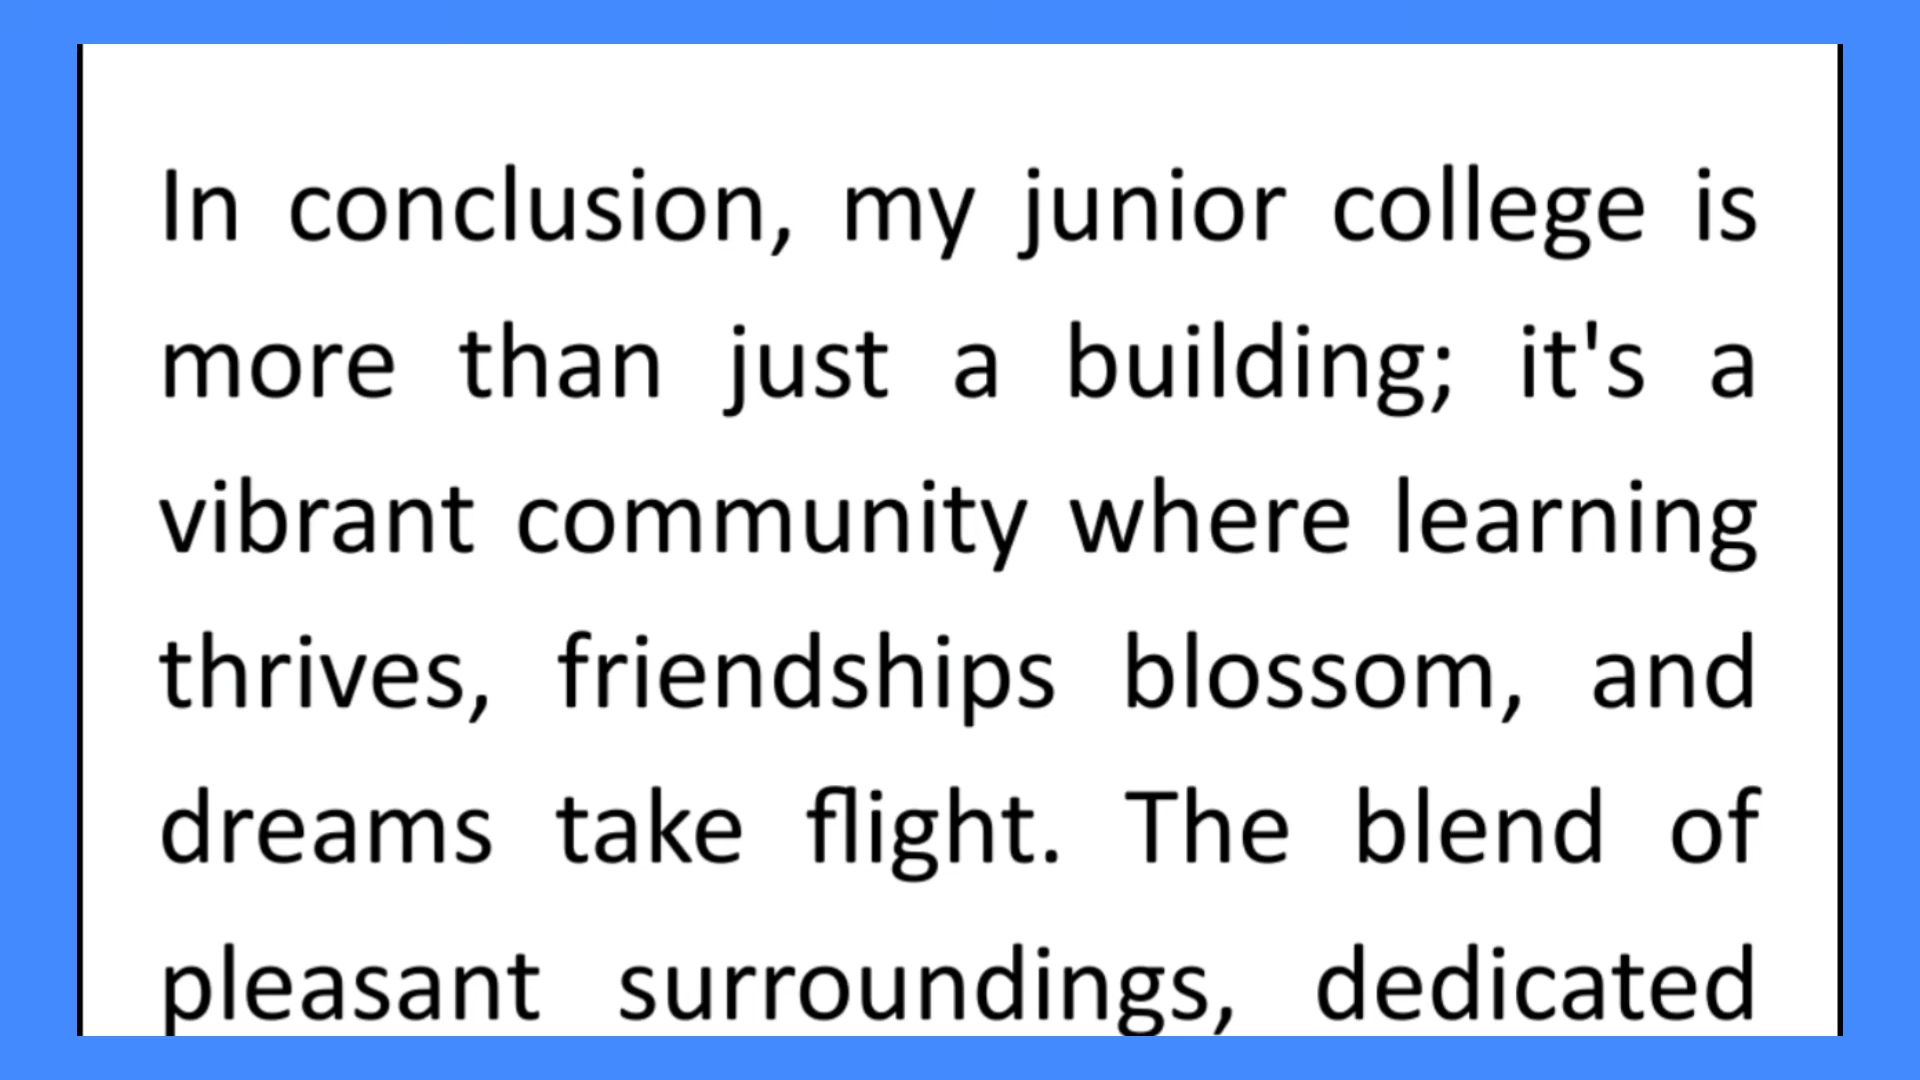 In conclusion, my junior college is
more than just a building; it's a
vibrant community where learning
thrives, friendships blossom, and
dreams take flight. The blend of
pleasant surroundings, dedicated